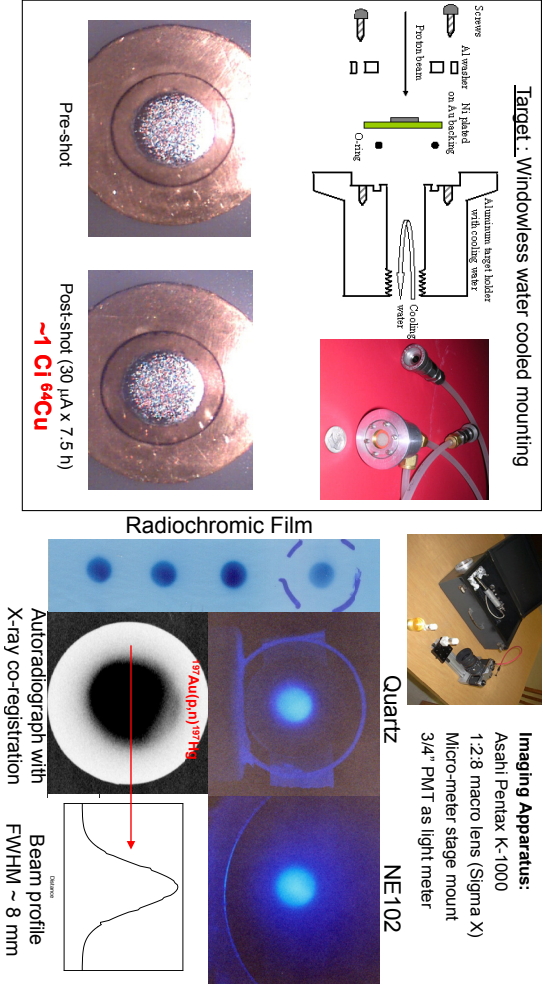 Target : Windowless water cooled mounting
Screws
Al washer
Proton beam
Ni plated
on Au backing
O-ring
Aluminum target holder
with cooling water
Cooling
water
Pre-shot
Post-shot (30 µA x 7.5 h)
~1 Ci ⁶⁴Cu
Imaging Apparatus:
Asahi Pentax K-1000
1:2:8 macro lens (Sigma X)
Micro-meter stage mount
3/4” PMT as light meter
Radiochromic Film
Quartz
NE102
¹⁹⁷Au(p,n)¹⁹⁷Hg
Autoradiograph with
X-ray co-registration
Distance
Beam profile
FWHM ~ 8 mm